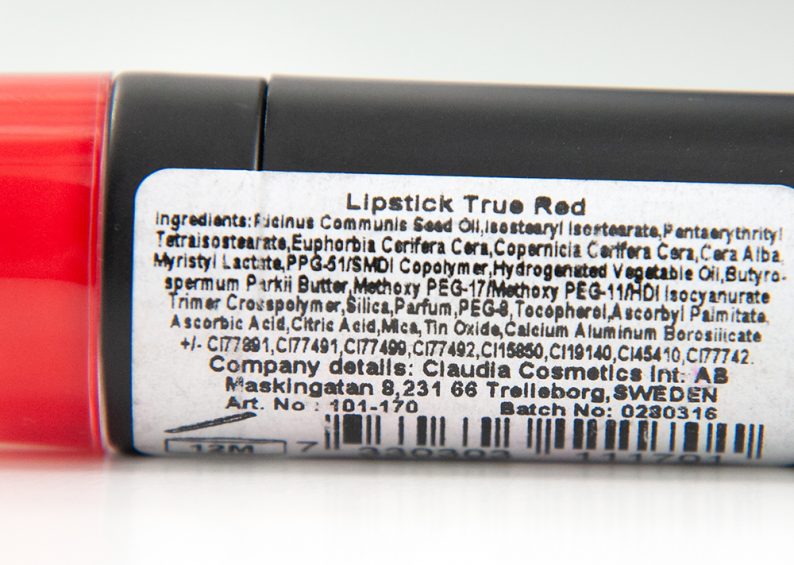 Lipstick True Red
Ingredients:Ricinus Communis Seed Oil,Isostearyl Isostearate,Pentaerythrityl
Tetraisostearate,Euphorbia Cerifera Cera,Copernicia Cerifera Cera,Cera Alba,
Myristyl Lactate,PPG-51/SMDI Copolymer,Hydrogenated Vegetable Oil,Butyro-
spermum Parkii Butter,Methoxy PEG-17/Methoxy PEG-11/HDI Isocyanurate
Trimer Crosspolymer,Silica,Parfum,PEG-8,Tocopherol,Ascorbyl Palmitate,
Ascorbic Acid,Citric Acid,Mica,Tin Oxide,Calcium Aluminum Borosilicate
+/- CI77891,CI77491,CI77499,CI77492,CI15850,CI19140,CI45410,CI77742.
Company details: Claudia Cosmetics Int: AB
Maskingatan 8,231 66 Trelleborg,SWEDEN
Art. No : 101-170 Batch No: 0280316
12M 7 330303 111701